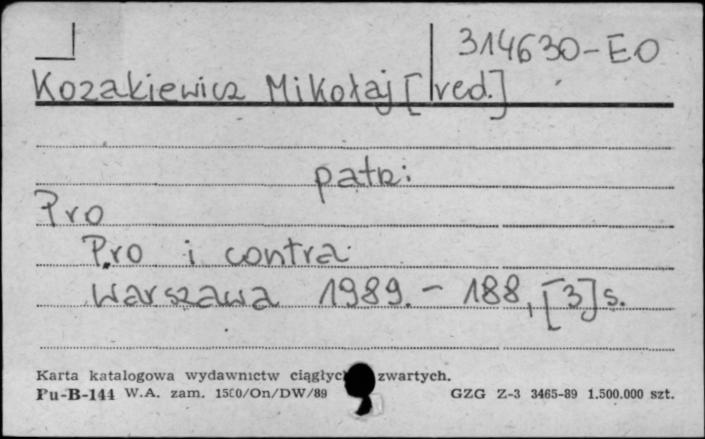 314630-EO
Kozakiewicz Mikołaj [red.]
patrz:
Pro
Pro i contra
Warszawa 1989. - 188, [3] s.
Karta katalogowa wydawnictw ciągłych zwartych.
Pu-B-144 W.A. zam. 1500/On/DW/89 GZG Z-3 3465-89 1.500.000 szt.